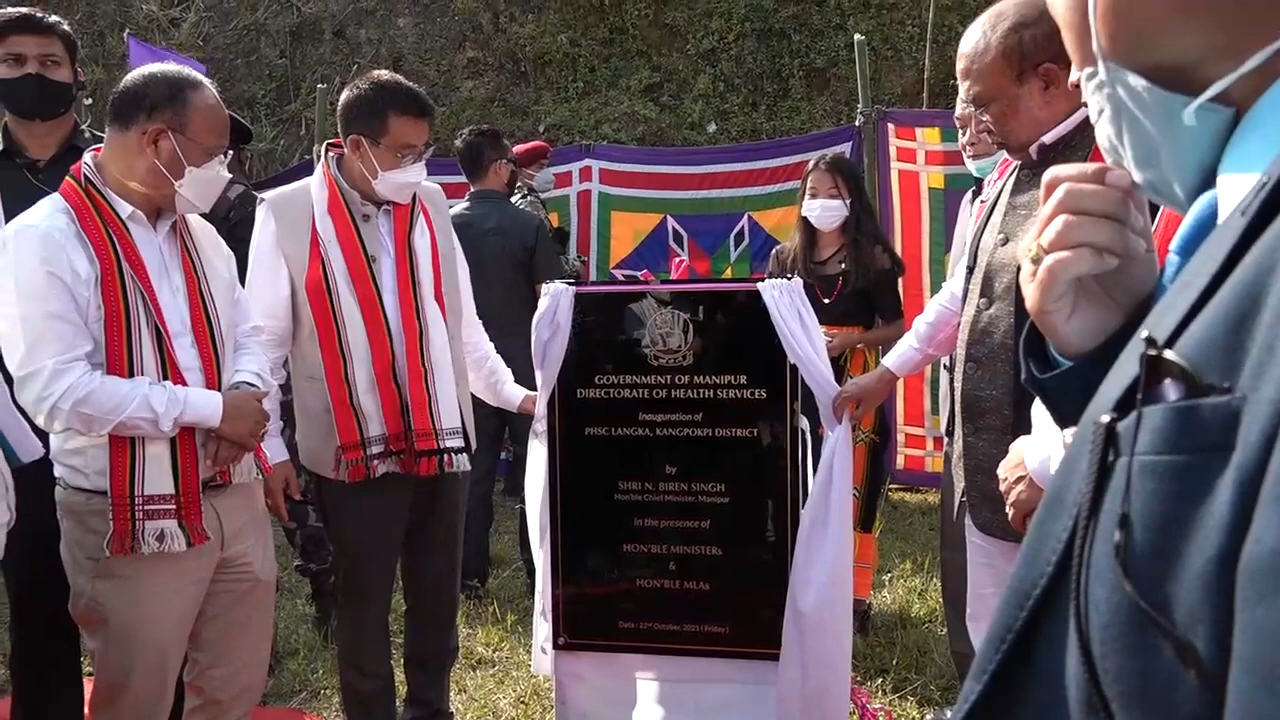 GOVERNMENT OF MANIPUR
DIRECTORATE OF HEALTH SERVICES
Inauguration of
PHSC LANGKA, KANGPOKPI DISTRICT
by
SHRI N. BIREN SINGH
Hon'ble Chief Minister, Manipur
In the presence of
HON'BLE MINISTERs
&
HON'BLE MLAs
Date : 22nd October, 2021 ( Friday )